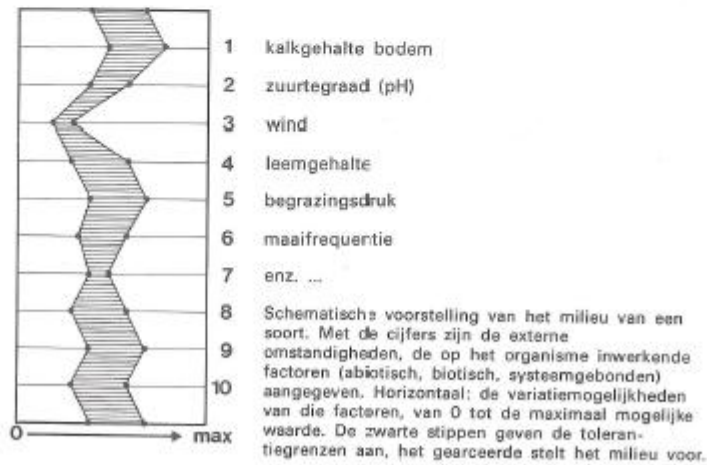 1 kalkgehalte bodem
2 zuurtegraad (pH)
3 wind
4 leemgehalte
5 begrazingsdruk
6 maaifrequentie
7 enz. ...
8
9
10
0 max
Schematische voorstelling van het milieu van een
soort. Met de cijfers zijn de externe
omstandigheden, de op het organisme inwerkende
factoren (abiotisch, biotisch, systeemgebonden)
aangegeven. Horizontaal: de variatiemogelijkheden
van die factoren, van 0 tot de maximaal mogelijke
waarde. De zwarte stippen geven de toleran-
tiegrenzen aan, het gearceerde stelt het milieu voor.